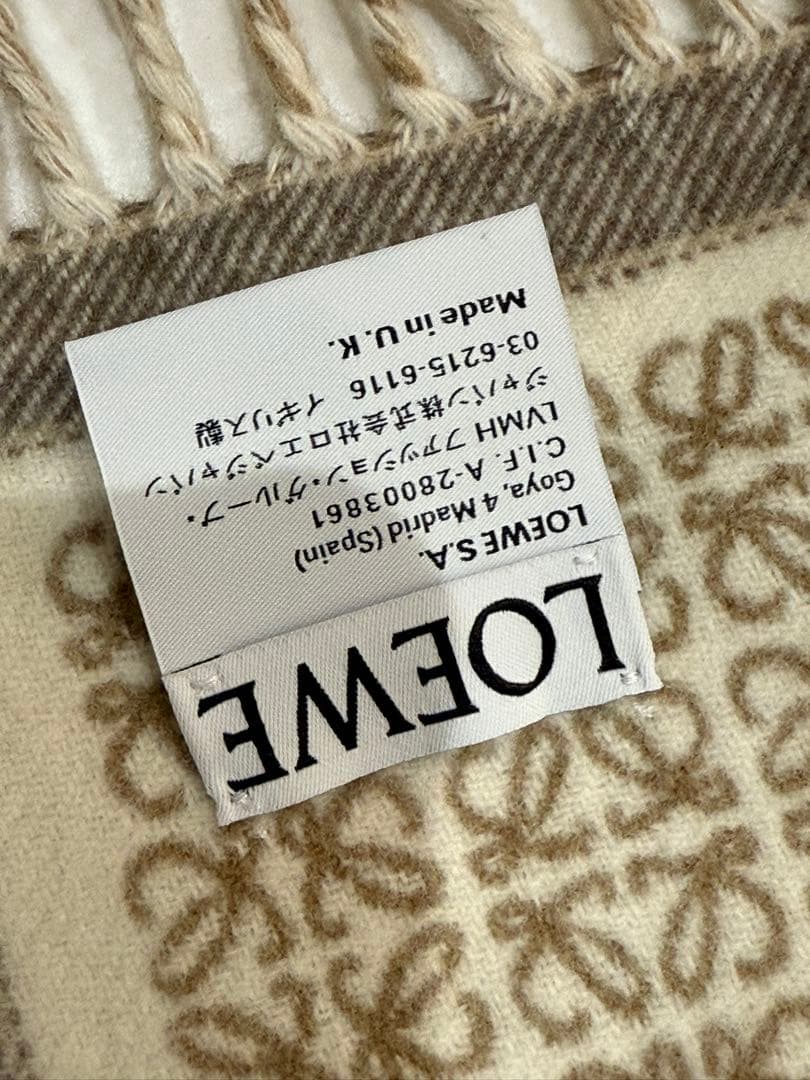 LOEWE
LOEWE S.A.
Goya, 4 Madrid (Spain)
C.I.F. A-28003861
LVMH ファッション・グループ・
ジャパン株式会社ロエベジャパン
03-6215-6116 イギリス製
Made in U.K.